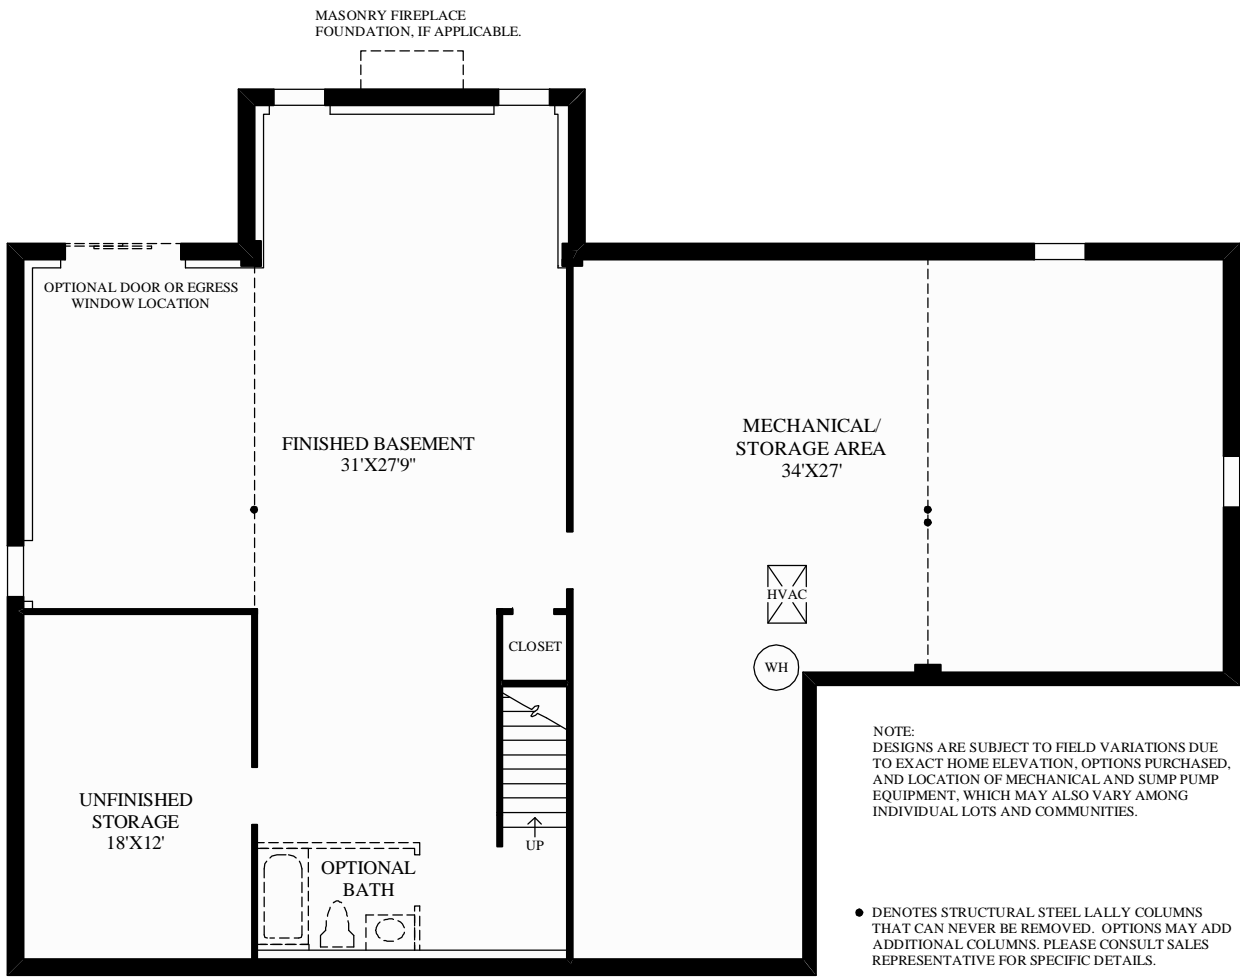 MASONRY FIREPLACE
FOUNDATION, IF APPLICABLE.
OPTIONAL DOOR OR EGRESS
WINDOW LOCATION
FINISHED BASEMENT
31'X27'9"
MECHANICAL/
STORAGE AREA
34'X27'
HVAC
CLOSET
WH
NOTE:
DESIGNS ARE SUBJECT TO FIELD VARIATIONS DUE
TO EXACT HOME ELEVATION, OPTIONS PURCHASED,
AND LOCATION OF MECHANICAL AND SUMP PUMP
EQUIPMENT, WHICH MAY ALSO VARY AMONG
INDIVIDUAL LOTS AND COMMUNITIES.
UNFINISHED
STORAGE
18'X12'
UP
OPTIONAL
BATH
DENOTES STRUCTURAL STEEL LALLY COLUMNS
THAT CAN NEVER BE REMOVED. OPTIONS MAY ADD
ADDITIONAL COLUMNS. PLEASE CONSULT SALES
REPRESENTATIVE FOR SPECIFIC DETAILS.